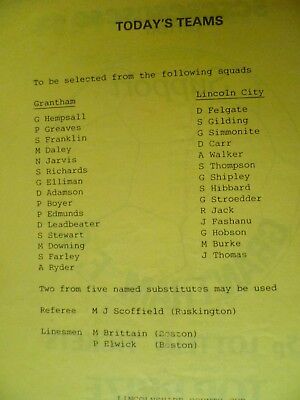 TODAY'S TEAMS
To be selected from the following squads
Grantham
G Hempsall
P Greaves
S Franklin
M Daley
N Jarvis
S Richards
G Elliman
D Adamson
P Boyer
P Edmunds
D Leadbeater
S Stewart
M Downing
S Farley
A Ryder
Lincoln City
D Felgate
S Gilding
G Simmonite
D Carr
A Walker
S Thompson
G Shipley
S Hibbard
G Stroedder
R Jack
J Fashanu
G Hobson
M Burke
J Thomas
Two from five named substitutes may be used
Referee M J Scoffield (Ruskington)
Linesmen M Brittain (Boston)
P Elwick (Boston)
LINCOLNSHIRE COUNTY CUP